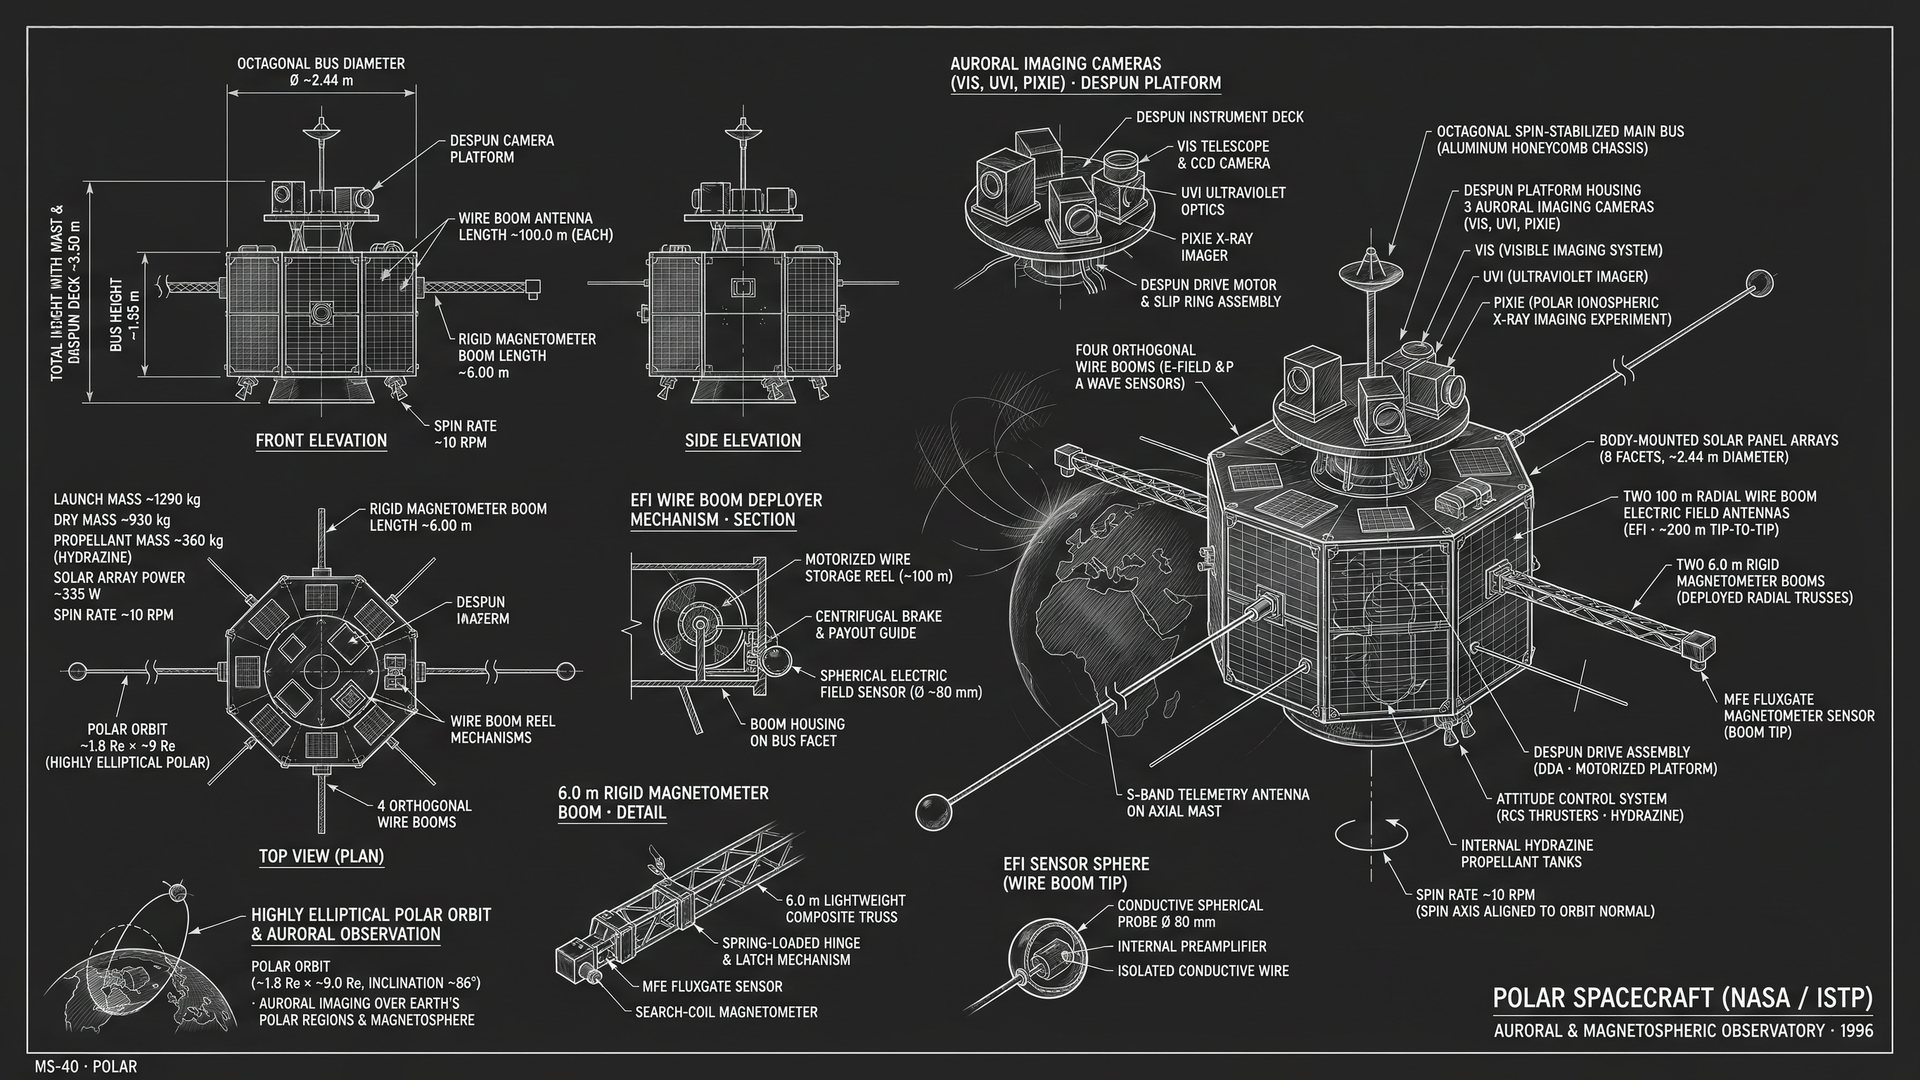 OCTAGONAL BUS DIAMETER
Ø ~2.44 m
DESPUN CAMERA
PLATFORM
WIRE BOOM ANTENNA
LENGTH ~100.0 m (EACH)
TOTAL WITH MAST &
DASPUN DECK ~3.50 m
BUS HEIGHT
~1.85 m
RIGID MAGNETOMETER
BOOM LENGTH
~6.00 m
SPIN RATE
~10 RPM
FRONT ELEVATION
SIDE ELEVATION
AURORAL IMAGING CAMERAS
(VIS, UVI, PIXIE) · DESPUN PLATFORM
DESPUN INSTRUMENT DECK
VIS TELESCOPE
& CCD CAMERA
UVI ULTRAVIOLET
OPTICS
PIXIE X-RAY
IMAGER
DESPUN DRIVE MOTOR
& SLIP RING ASSEMBLY
OCTAGONAL SPIN-STABILIZED MAIN BUS
(ALUMINUM HONEYCOMB CHASSIS)
DESPUN PLATFORM HOUSING
3 AURORAL IMAGING CAMERAS
(VIS, UVI, PIXIE)
VIS (VISIBLE IMAGING SYSTEM)
UVI (ULTRAVIOLET IMAGER)
PIXIE (POLAR IONOSPHERIC
X-RAY IMAGING EXPERIMENT)
FOUR ORTHOGONAL
WIRE BOOMS (E-FIELD &P
A WAVE SENSORS)
BODY-MOUNTED SOLAR PANEL ARRAYS
(8 FACETS, ~2.44 m DIAMETER)
TWO 100 m RADIAL WIRE BOOM
ELECTRIC FIELD ANTENNAS
(EFI · ~200 m TIP-TO-TIP)
TWO 6.0 m RIGID
MAGNETOMETER BOOMS
(DEPLOYED RADIAL TRUSSES)
MFE FLUXGATE
MAGNETOMETER SENSOR
(BOOM TIP)
DESPUN DRIVE ASSEMBLY
(DDA · MOTORIZED PLATFORM)
ATTITUDE CONTROL SYSTEM
(RCS THRUSTERS · HYDRAZINE)
INTERNAL HYDRAZINE
PROPELLANT TANKS
SPIN RATE ~10 RPM
(SPIN AXIS ALIGNED TO ORBIT NORMAL)
S-BAND TELEMETRY ANTENNA
ON AXIAL MAST
LAUNCH MASS ~1290 kg
DRY MASS ~930 kg
PROPELLANT MASS ~360 kg
(HYDRAZINE)
SOLAR ARRAY POWER
~335 W
SPIN RATE ~10 RPM
RIGID MAGNETOMETER BOOM
LENGTH ~6.00 m
DESPUN
WIRE BOOM REEL
MECHANISMS
POLAR ORBIT
~1.8 Re × ~9 Re
(HIGHLY ELLIPTICAL POLAR)
4 ORTHOGONAL
WIRE BOOMS
TOP VIEW (PLAN)
EFI WIRE BOOM DEPLOYER
MECHANISM · SECTION
MOTORIZED WIRE
STORAGE REEL (~100 m)
CENTRIFUGAL BRAKE
& PAYOUT GUIDE
SPHERICAL ELECTRIC
FIELD SENSOR (Ø ~80 mm)
BOOM HOUSING
ON BUS FACET
6.0 m RIGID MAGNETOMETER
BOOM · DETAIL
6.0 m LIGHTWEIGHT
COMPOSITE TRUSS
SPRING-LOADED HINGE
& LATCH MECHANISM
MFE FLUXGATE SENSOR
SEARCH-COIL MAGNETOMETER
EFI SENSOR SPHERE
(WIRE BOOM TIP)
CONDUCTIVE SPHERICAL
PROBE Ø 80 mm
INTERNAL PREAMPLIFIER
ISOLATED CONDUCTIVE WIRE
HIGHLY ELLIPTICAL POLAR ORBIT
& AURORAL OBSERVATION
POLAR ORBIT
(~1.8 Re × ~9.0 Re, INCLINATION ~86°)
· AURORAL IMAGING OVER EARTH'S
POLAR REGIONS & MAGNETOSPHERE
POLAR SPACECRAFT (NASA / ISTP)
AURORAL & MAGNETOSPHERIC OBSERVATORY · 1996
MS-40 · POLAR